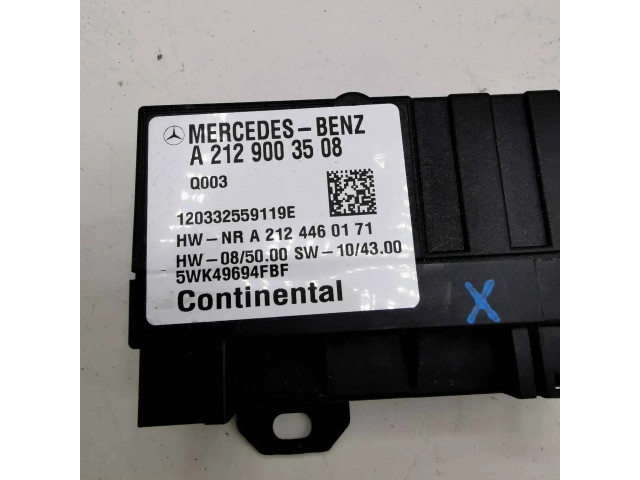 MERCEDES-BENZ
A 212 900 35 08
Q003
120332559119E
HW-NR A 212 446 01 71
HW-08/50.00 SW-10/43.00
5WK49694FBF
Continental
X